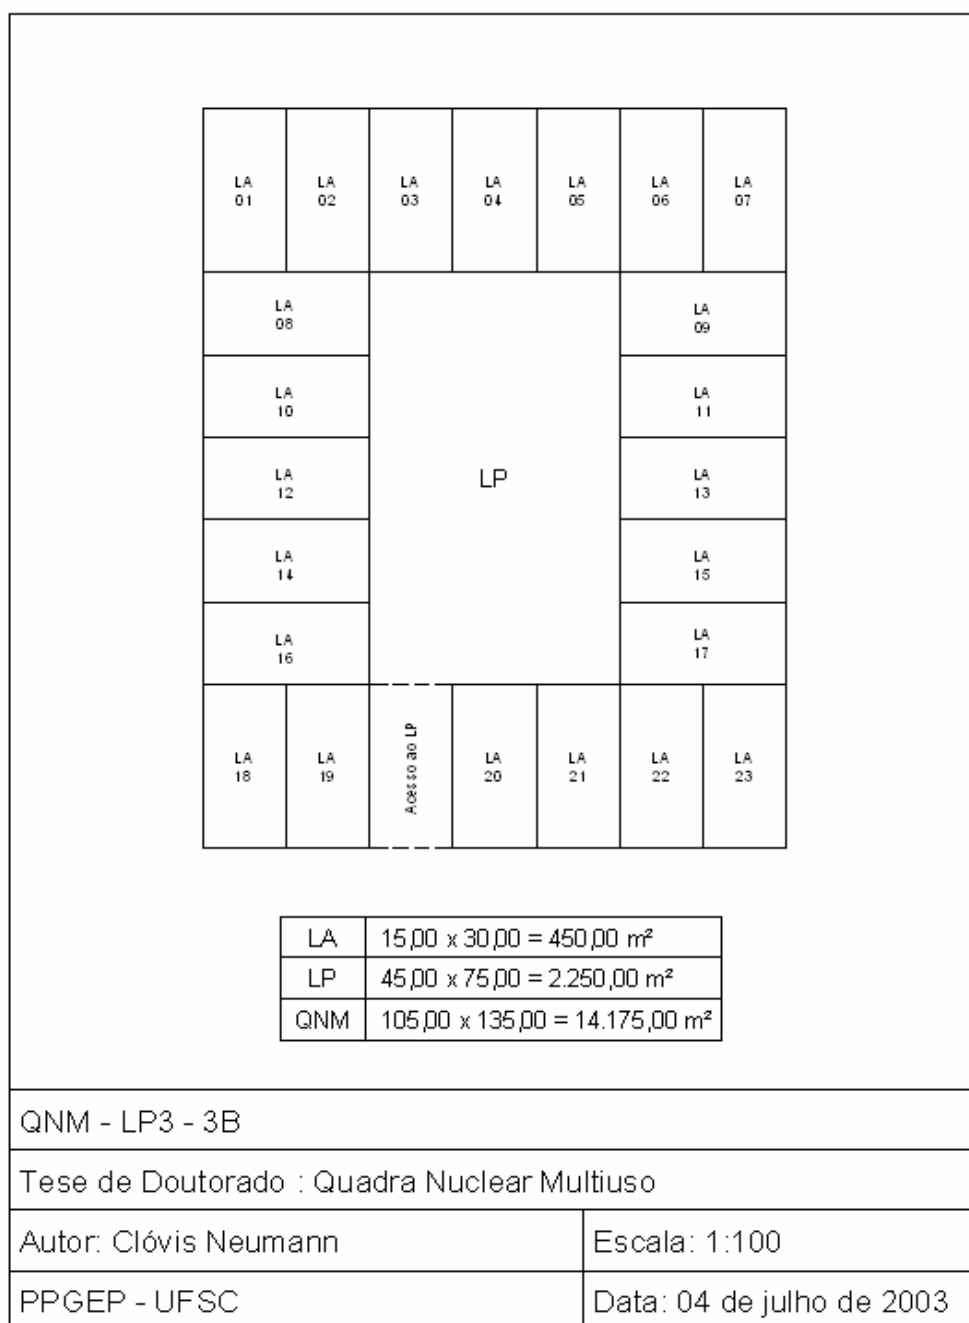 LA
01
LA
02
LA
03
LA
04
LA
05
LA
06
LA
07
LA
08
LA
09
LA
10
LA
11
LA
12
LP
LA
13
LA
14
LA
15
LA
16
LA
17
LA
18
LA
19
Acesso ao LP
LA
20
LA
21
LA
22
LA
23
LA 15,00 x 30,00 = 450,00 m²
LP 45,00 x 75,00 = 2.250,00 m²
QNM 105,00 x 135,00 = 14.175,00 m²
QNM - LP3 - 3B
Tese de Doutorado : Quadra Nuclear Multiuso
Autor: Clóvis Neumann
Escala: 1:100
PPGEP - UFSC
Data: 04 de julho de 2003